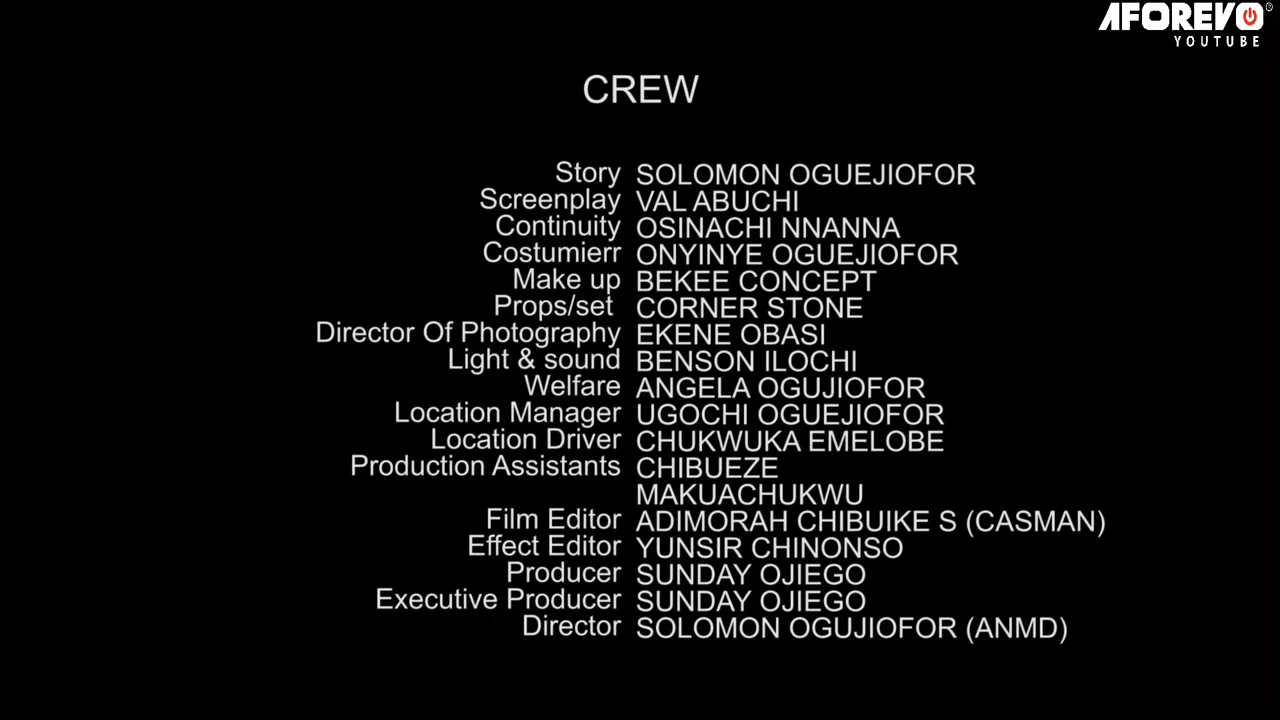 AFOREVO
YOUTUBE
CREW
Story SOLOMON OGUEJIOFOR
Screenplay VAL ABUCHI
Continuity OSINACHI NNANNA
Costumierr ONYINYE OGUEJIOFOR
Make up BEKEE CONCEPT
Props/set CORNER STONE
Director Of Photography EKENE OBASI
Light & sound BENSON ILOCHI
Welfare ANGELA OGUJIOFOR
Location Manager UGOCHI OGUEJIOFOR
Location Driver CHUKWUKA EMELOBE
Production Assistants CHIBUEZE
MAKUACHUKWU
Film Editor ADIMORAH CHIBUIKE S (CASMAN)
Effect Editor YUNSIR CHINONSO
Producer SUNDAY OJIEGO
Executive Producer SUNDAY OJIEGO
Director SOLOMON OGUJIOFOR (ANMD)